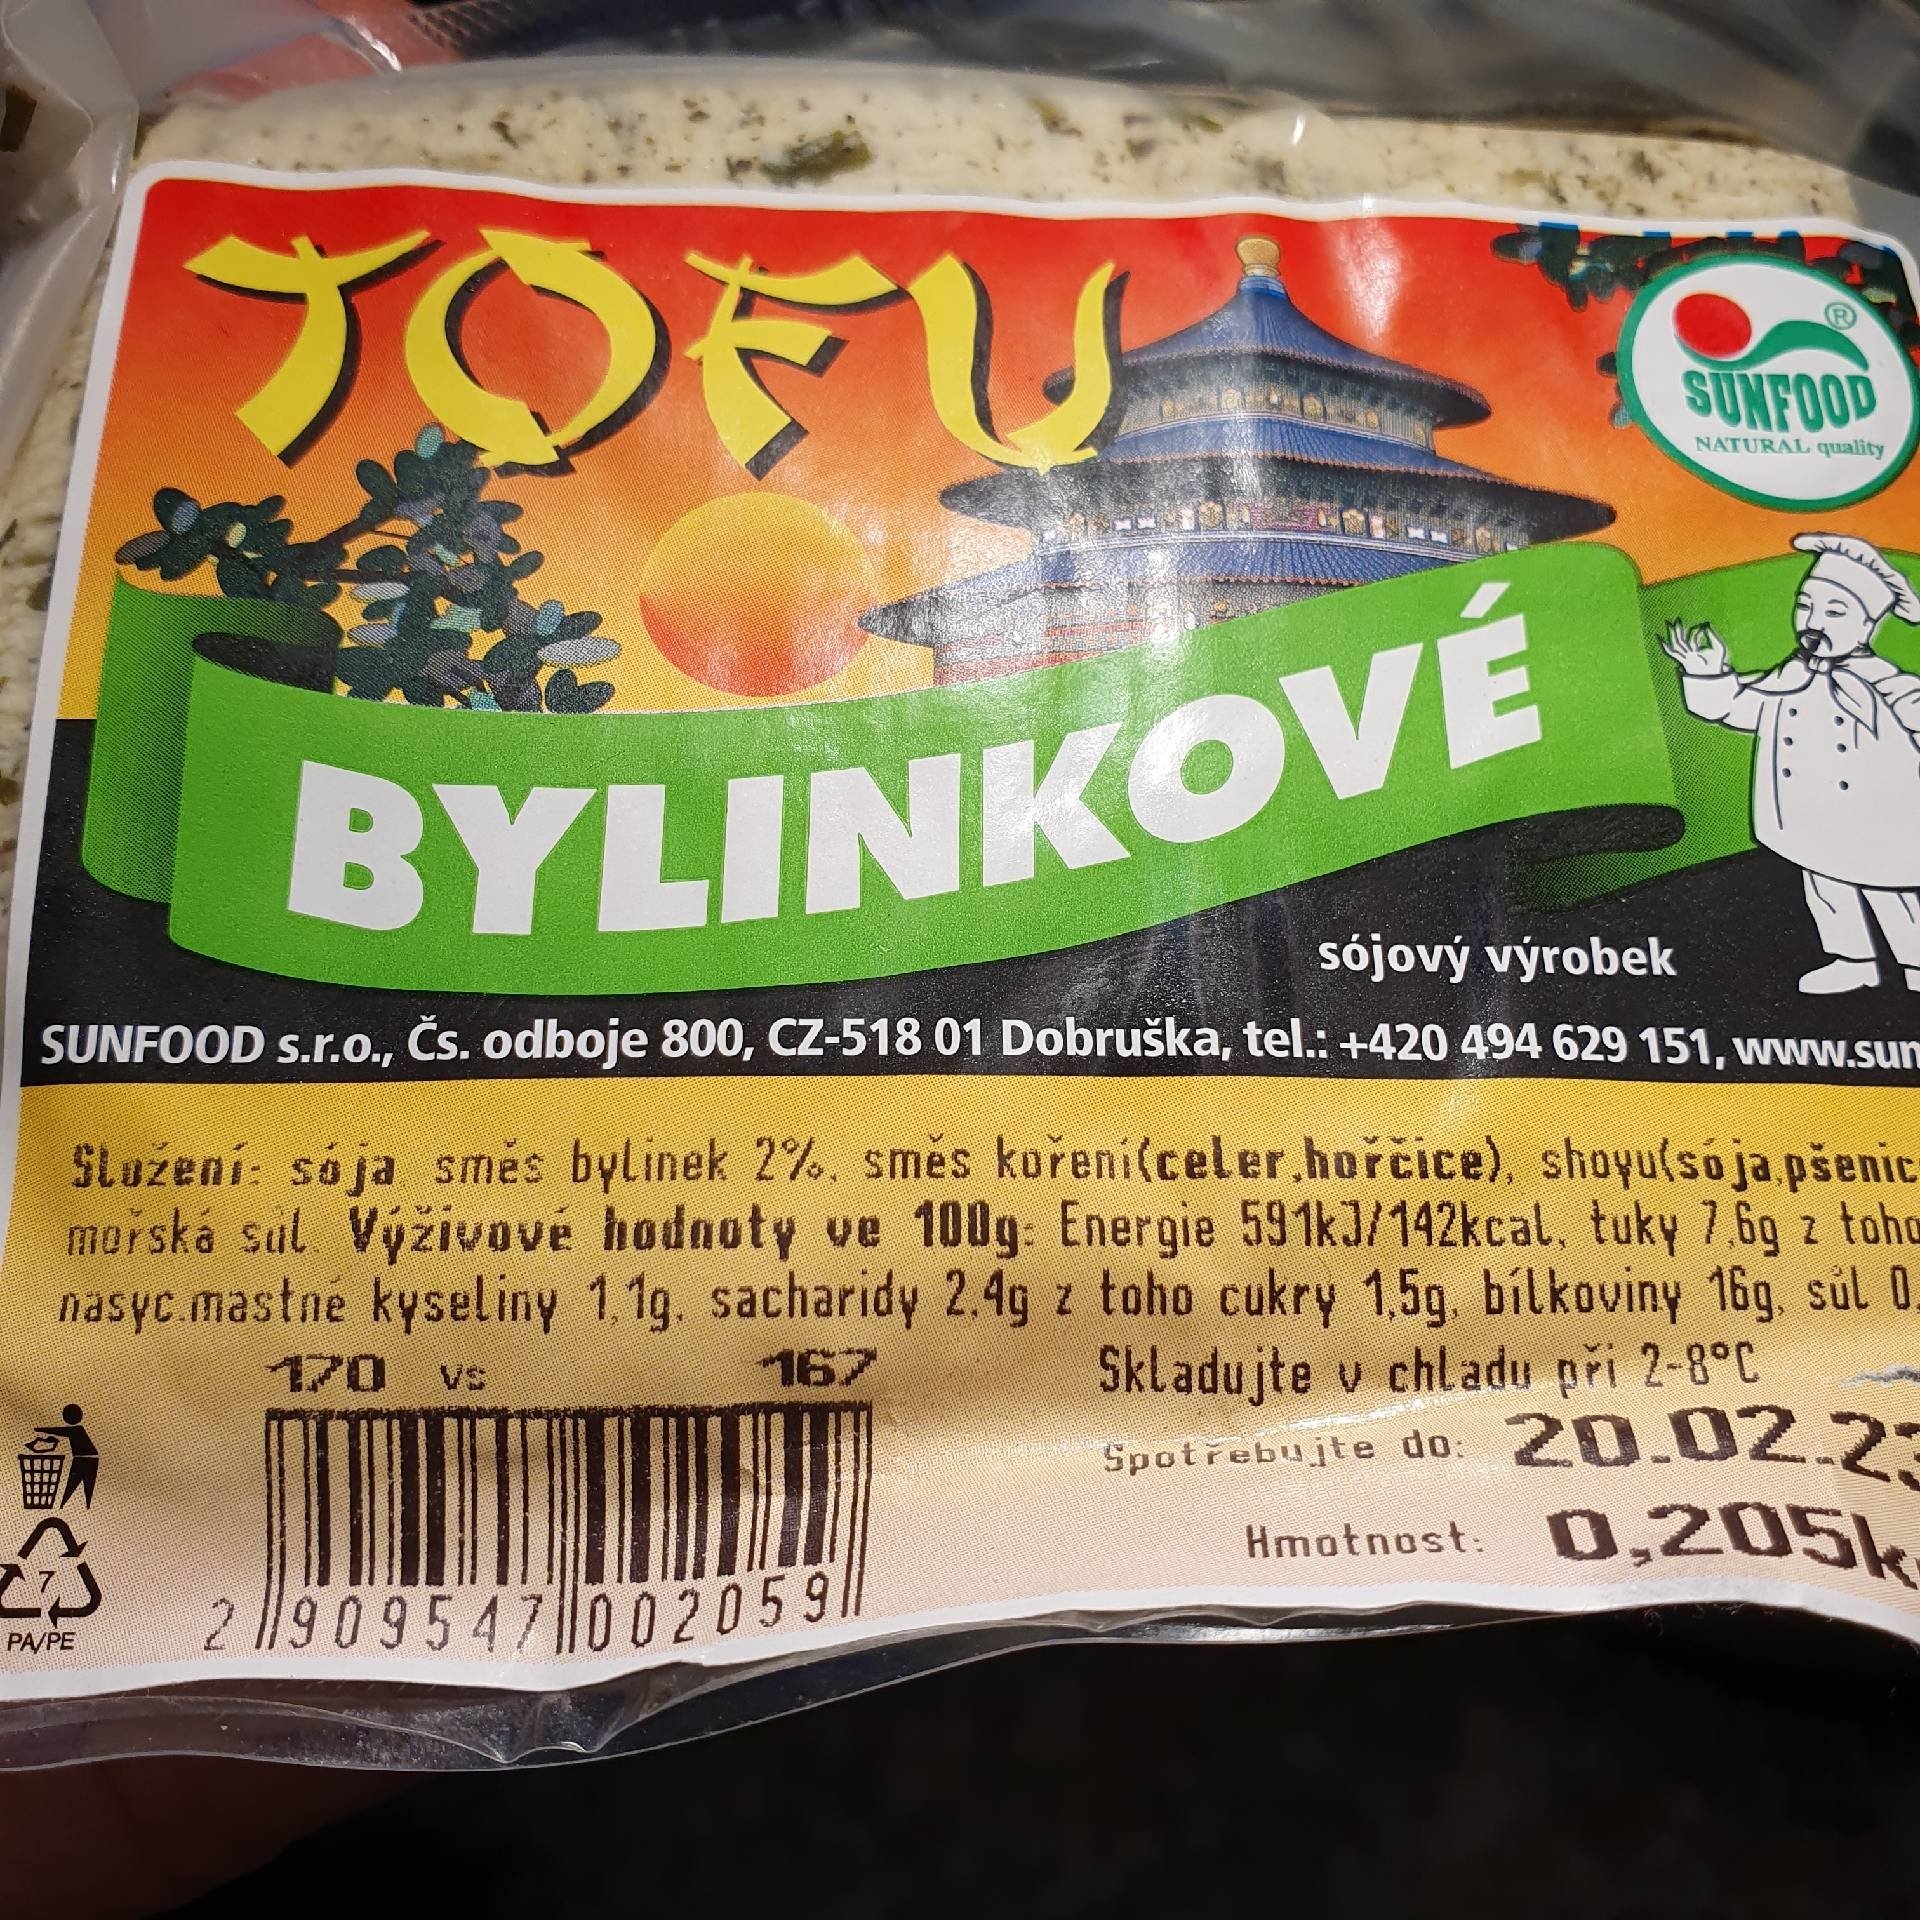 TOFU
®
SUNFOOD
NATURAL quality
BYLINKOVÉ
sójový výrobek
SUNFOOD s.r.o., Čs. odboje 800, CZ-518 01 Dobruška, tel.: +420 494 629 151, www.sun
Složení: sója směs bylinek 2%, směs koření(celer,hořčice), shoyu(sója,pšenic
mořská sůl. Výživové hodnoty ve 100g: Energie 591kJ/142kcal, tuky 7,6g z toho
nasyc.mastné kyseliny 1,1g, sacharidy 2,4g z toho cukry 1,5g, bílkoviny 16g, sůl 0,
170 vs 167
Skladujte v chladu při 2-8°C
Spotřebujte do: 20.02.23
Hmotnost: 0,205k
2 909547 002059
7
PA/PE